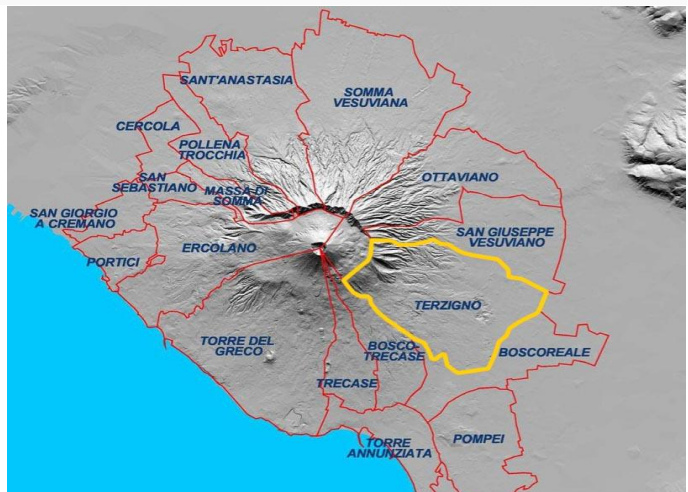 SANT'ANASTASIA
SOMMA
VESUVIANA
CERCOLA
POLLENA
TROCCHIA
OTTAVIANO
SAN
SEBASTIANO
MASSA DI
SOMMA
SAN GIORGIO
A CREMANO
SAN GIUSEPPE
VESUVIANO
ERCOLANO
PORTICI
TERZIGNO
TORRE DEL
GRECO
BOSCO-
TRECASE
BOSCOREALE
TRECASE
TORRE
ANNUNZIATA
POMPEI